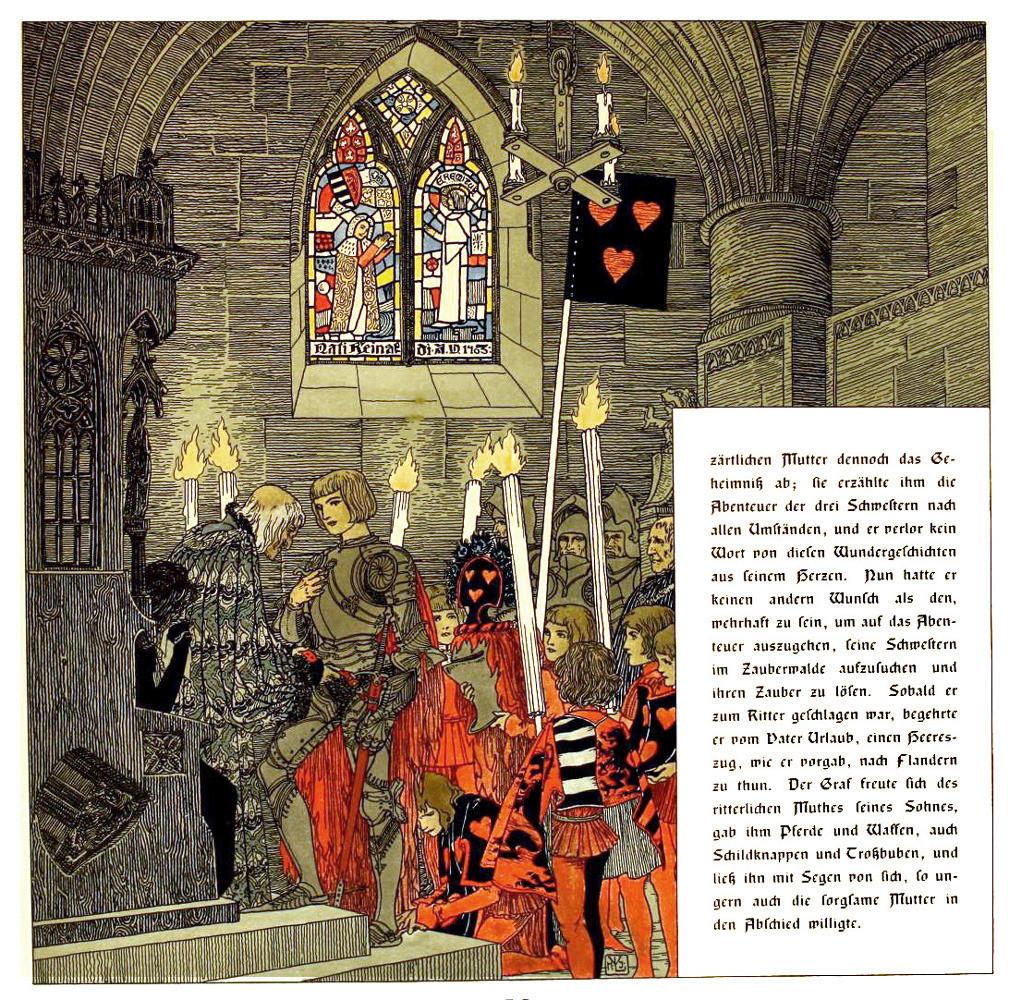 Nasi Reinal
di. A. D. 1763
zärtlichen Mutter dennoch das Ge-
heimniß ab; sie erzählte ihm die
Abenteuer der drei Schwestern nach
allen Umständen, und er verlor kein
Wort von diesen Wundergeschichten
aus seinem Herzen. Nun hatte er
keinen andern Wunsch als den,
wehrhaft zu sein, um auf das Aben-
teuer auszugehen, seine Schwestern
im Zauberwalde aufzusuchen und
ihren Zauber zu lösen. Sobald er
zum Ritter geschlagen war, begehrte
er vom Vater Urlaub, einen Heeres-
zug, wie er vorgab, nach Flandern
zu thun. Der Graf freute sich des
ritterlichen Muthes seines Sohnes,
gab ihm Pferde und Waffen, auch
Schildknappen und Troßbuben, und
ließ ihn mit Segen von sich, so un-
gern auch die sorgsame Mutter in
den Abschied willigte.